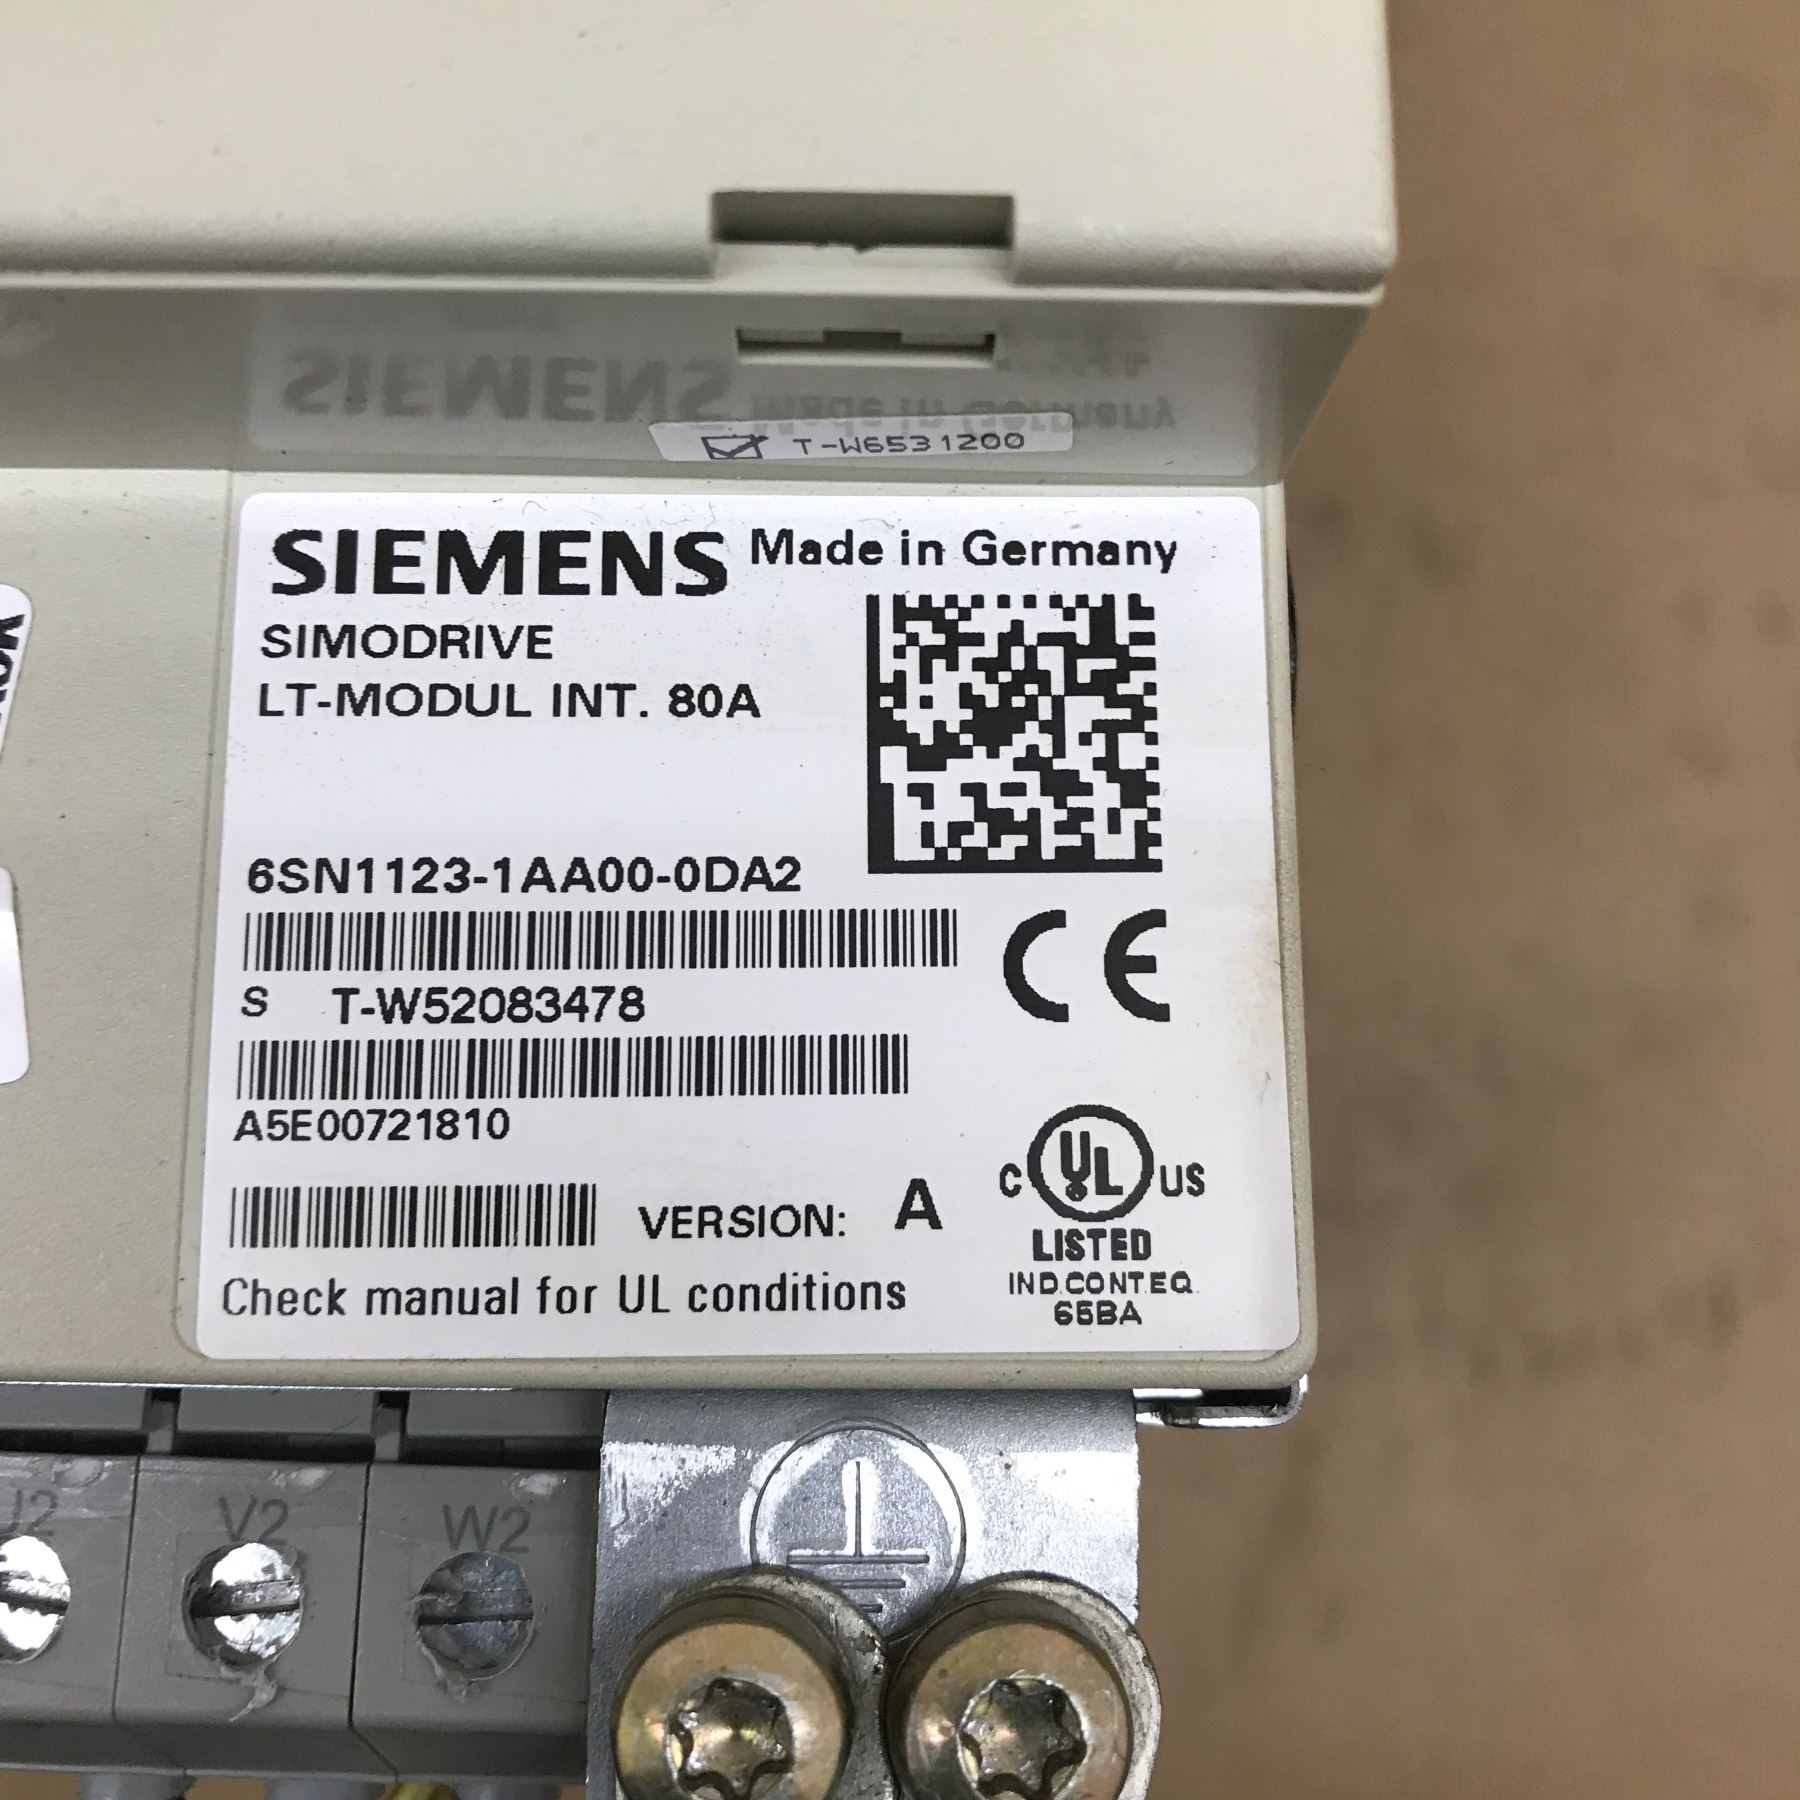 T-W6531200
SIEMENS Made in Germany
SIMODRIVE
LT-MODUL INT. 80A
6SN1123-1AA00-0DA2
CE
S T-W52083478
A5E00721810
C UL US
VERSION: A
LISTED
IND.CONT.EQ.
65BA
Check manual for UL conditions
V2 W2